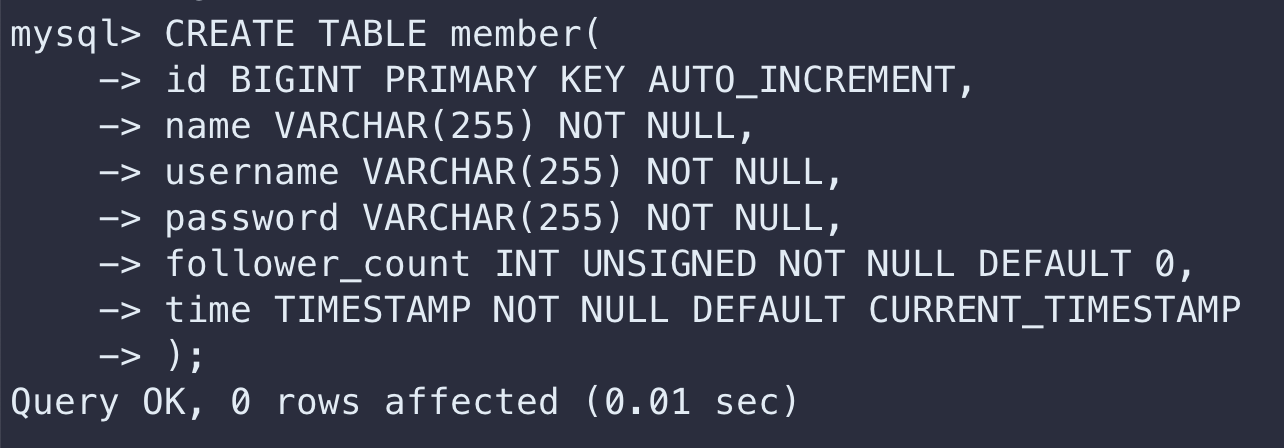 mysql> CREATE TABLE member(
    -> id BIGINT PRIMARY KEY AUTO_INCREMENT,
    -> name VARCHAR(255) NOT NULL,
    -> username VARCHAR(255) NOT NULL,
    -> password VARCHAR(255) NOT NULL,
    -> follower_count INT UNSIGNED NOT NULL DEFAULT 0,
    -> time TIMESTAMP NOT NULL DEFAULT CURRENT_TIMESTAMP
    -> );
Query OK, 0 rows affected (0.01 sec)